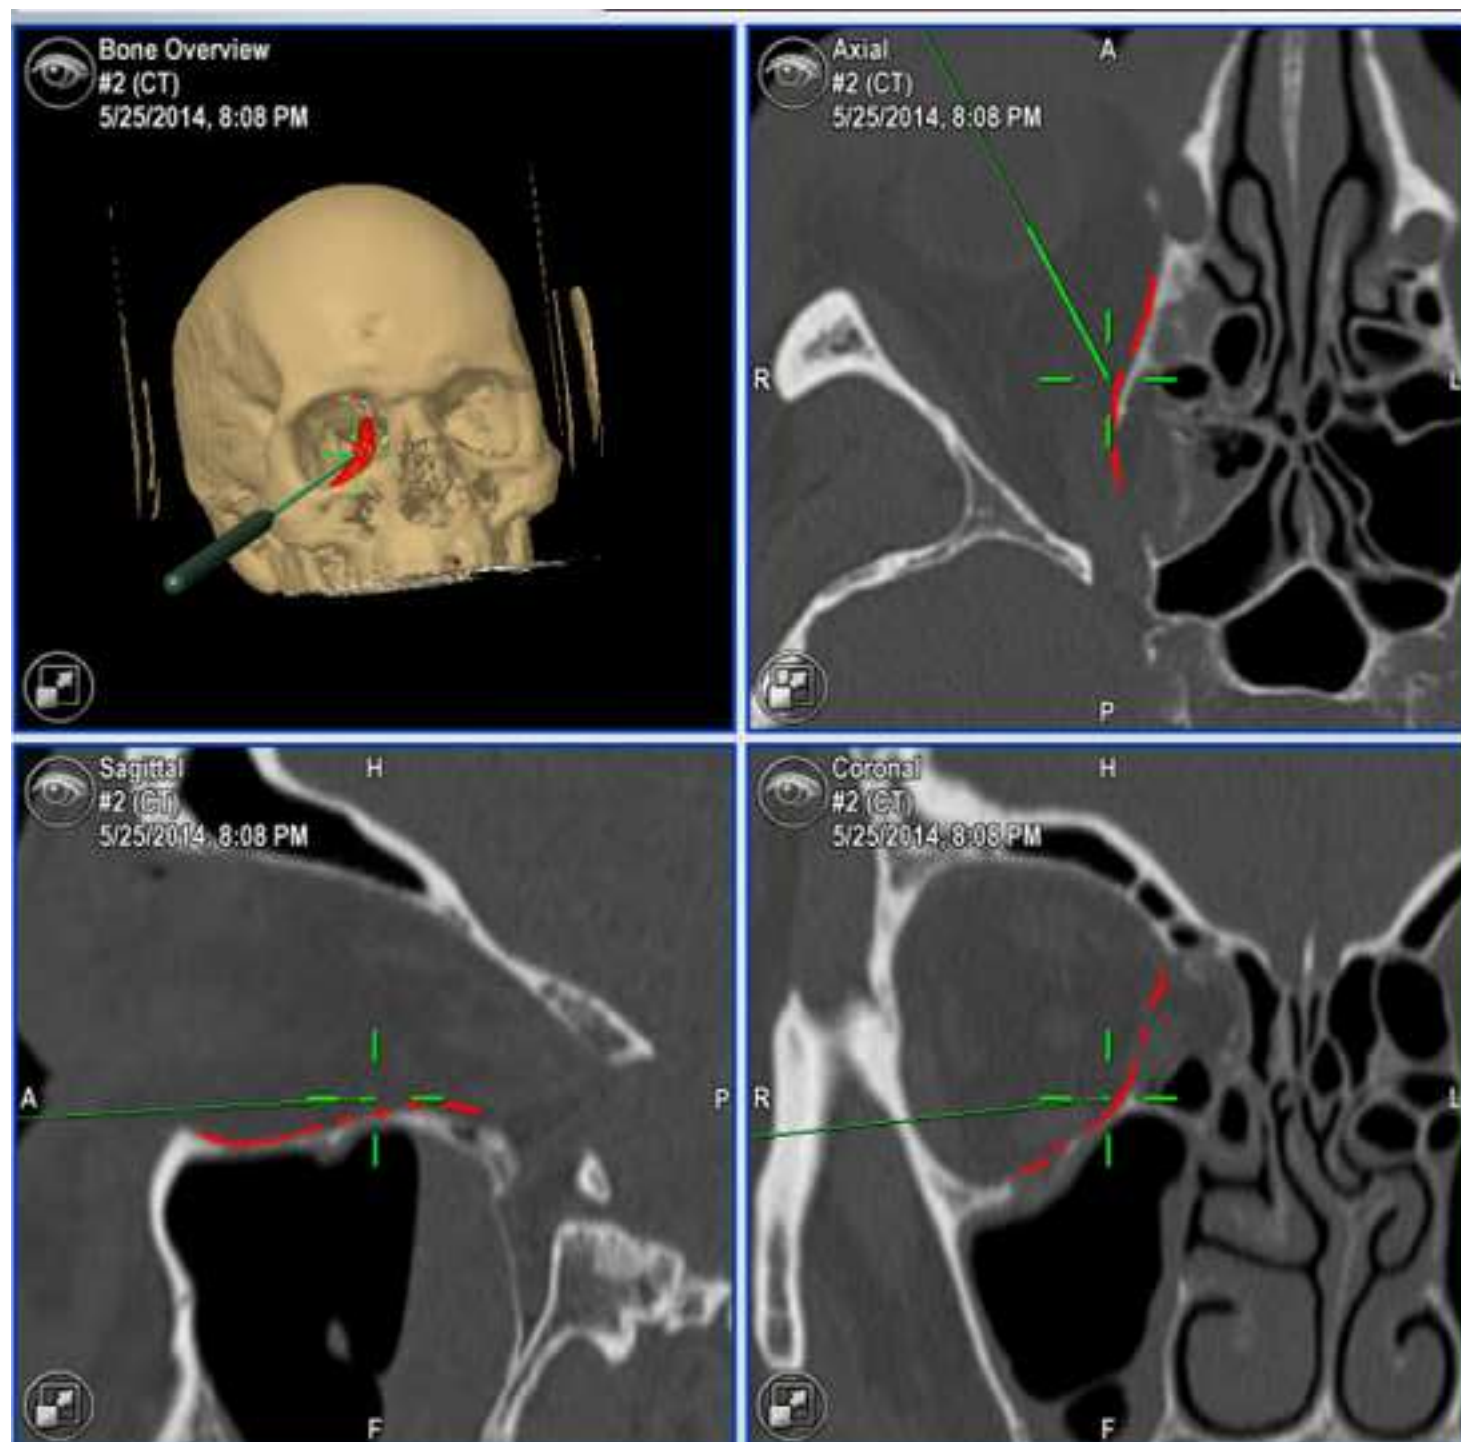 Bone Overview
#2 (CT)
5/25/2014, 8:08 PM
Axial
#2 (CT)
5/25/2014, 8:08 PM
A
R
L
P
Sagittal
#2 (CT)
5/25/2014, 8:08 PM
H
A
P
F
Coronal
#2 (CT)
5/25/2014, 8:08 PM
H
R
L
F